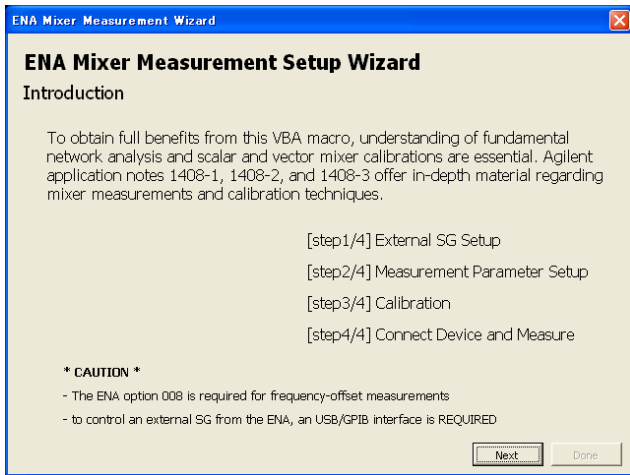 ENA Mixer Measurement Wizard
ENA Mixer Measurement Setup Wizard
Introduction
To obtain full benefits from this VBA macro, understanding of fundamental
network analysis and scalar and vector mixer calibrations are essential. Agilent
application notes 1408-1, 1408-2, and 1408-3 offer in-depth material regarding
mixer measurements and calibration techniques.
[step1/4] External SG Setup
[step2/4] Measurement Parameter Setup
[step3/4] Calibration
[step4/4] Connect Device and Measure
* CAUTION *
- The ENA option 008 is required for frequency-offset measurements
- to control an external SG from the ENA, an USB/GPIB interface is REQUIRED
Next Done